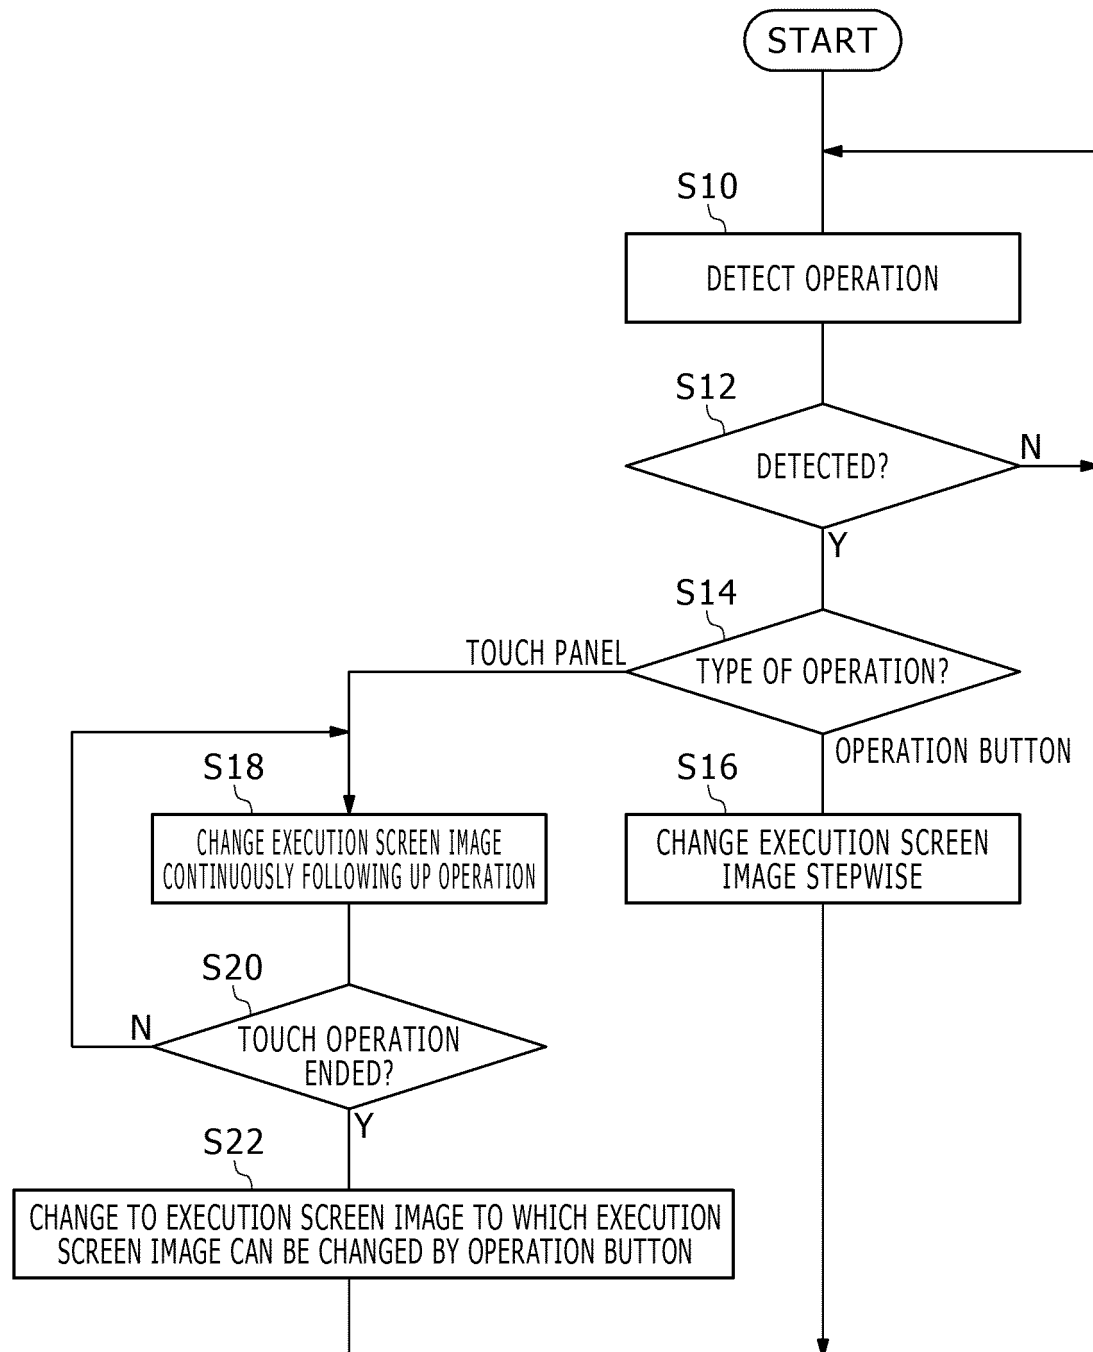 START
S10
DETECT OPERATION
S12
DETECTED?
N
Y
S14
TYPE OF OPERATION?
TOUCH PANEL
OPERATION BUTTON
S16
CHANGE EXECUTION SCREEN
IMAGE STEPWISE
S18
CHANGE EXECUTION SCREEN IMAGE
CONTINUOUSLY FOLLOWING UP OPERATION
S20
TOUCH OPERATION
ENDED?
N
Y
S22
CHANGE TO EXECUTION SCREEN IMAGE TO WHICH EXECUTION
SCREEN IMAGE CAN BE CHANGED BY OPERATION BUTTON